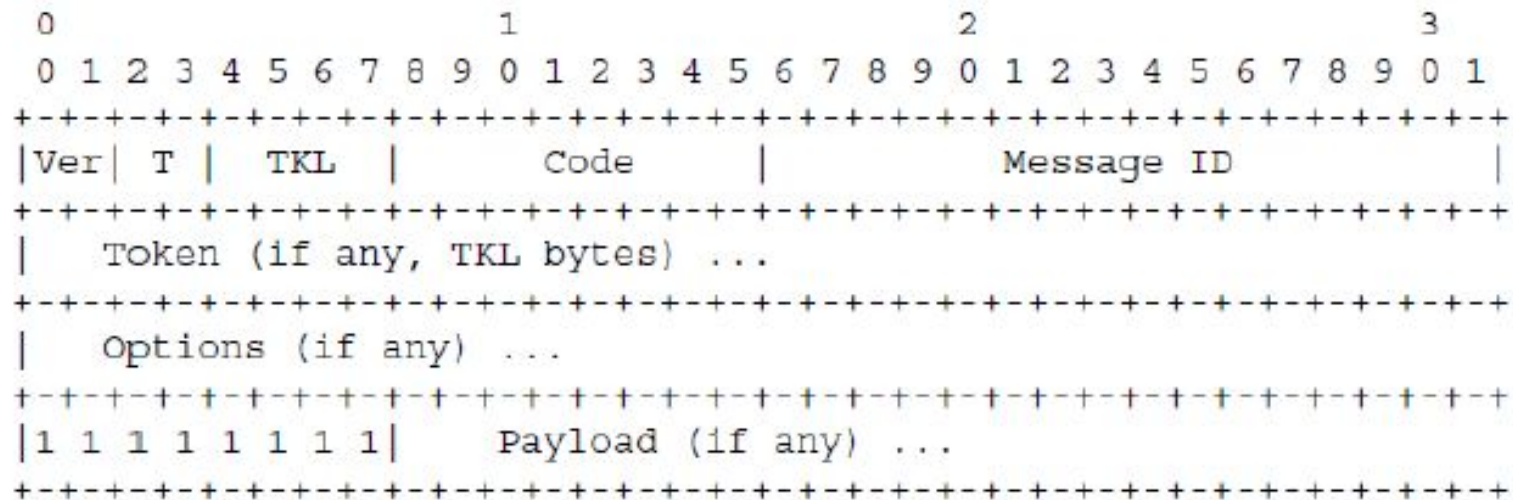 0 1 2 3
0 1 2 3 4 5 6 7 8 9 0 1 2 3 4 5 6 7 8 9 0 1 2 3 4 5 6 7 8 9 0 1
+-+-+-+-+-+-+-+-+-+-+-+-+-+-+-+-+-+-+-+-+-+-+-+-+-+-+-+-+-+-+-+-+
|Ver| T | TKL | Code | Message ID |
+-+-+-+-+-+-+-+-+-+-+-+-+-+-+-+-+-+-+-+-+-+-+-+-+-+-+-+-+-+-+-+-+
| Token (if any, TKL bytes) ...
+-+-+-+-+-+-+-+-+-+-+-+-+-+-+-+-+-+-+-+-+-+-+-+-+-+-+-+-+-+-+-+-+
| Options (if any) ...
+-+-+-+-+-+-+-+-+-+-+-+-+-+-+-+-+-+-+-+-+-+-+-+-+-+-+-+-+-+-+-+-+
|1 1 1 1 1 1 1 1| Payload (if any) ...
+-+-+-+-+-+-+-+-+-+-+-+-+-+-+-+-+-+-+-+-+-+-+-+-+-+-+-+-+-+-+-+-+